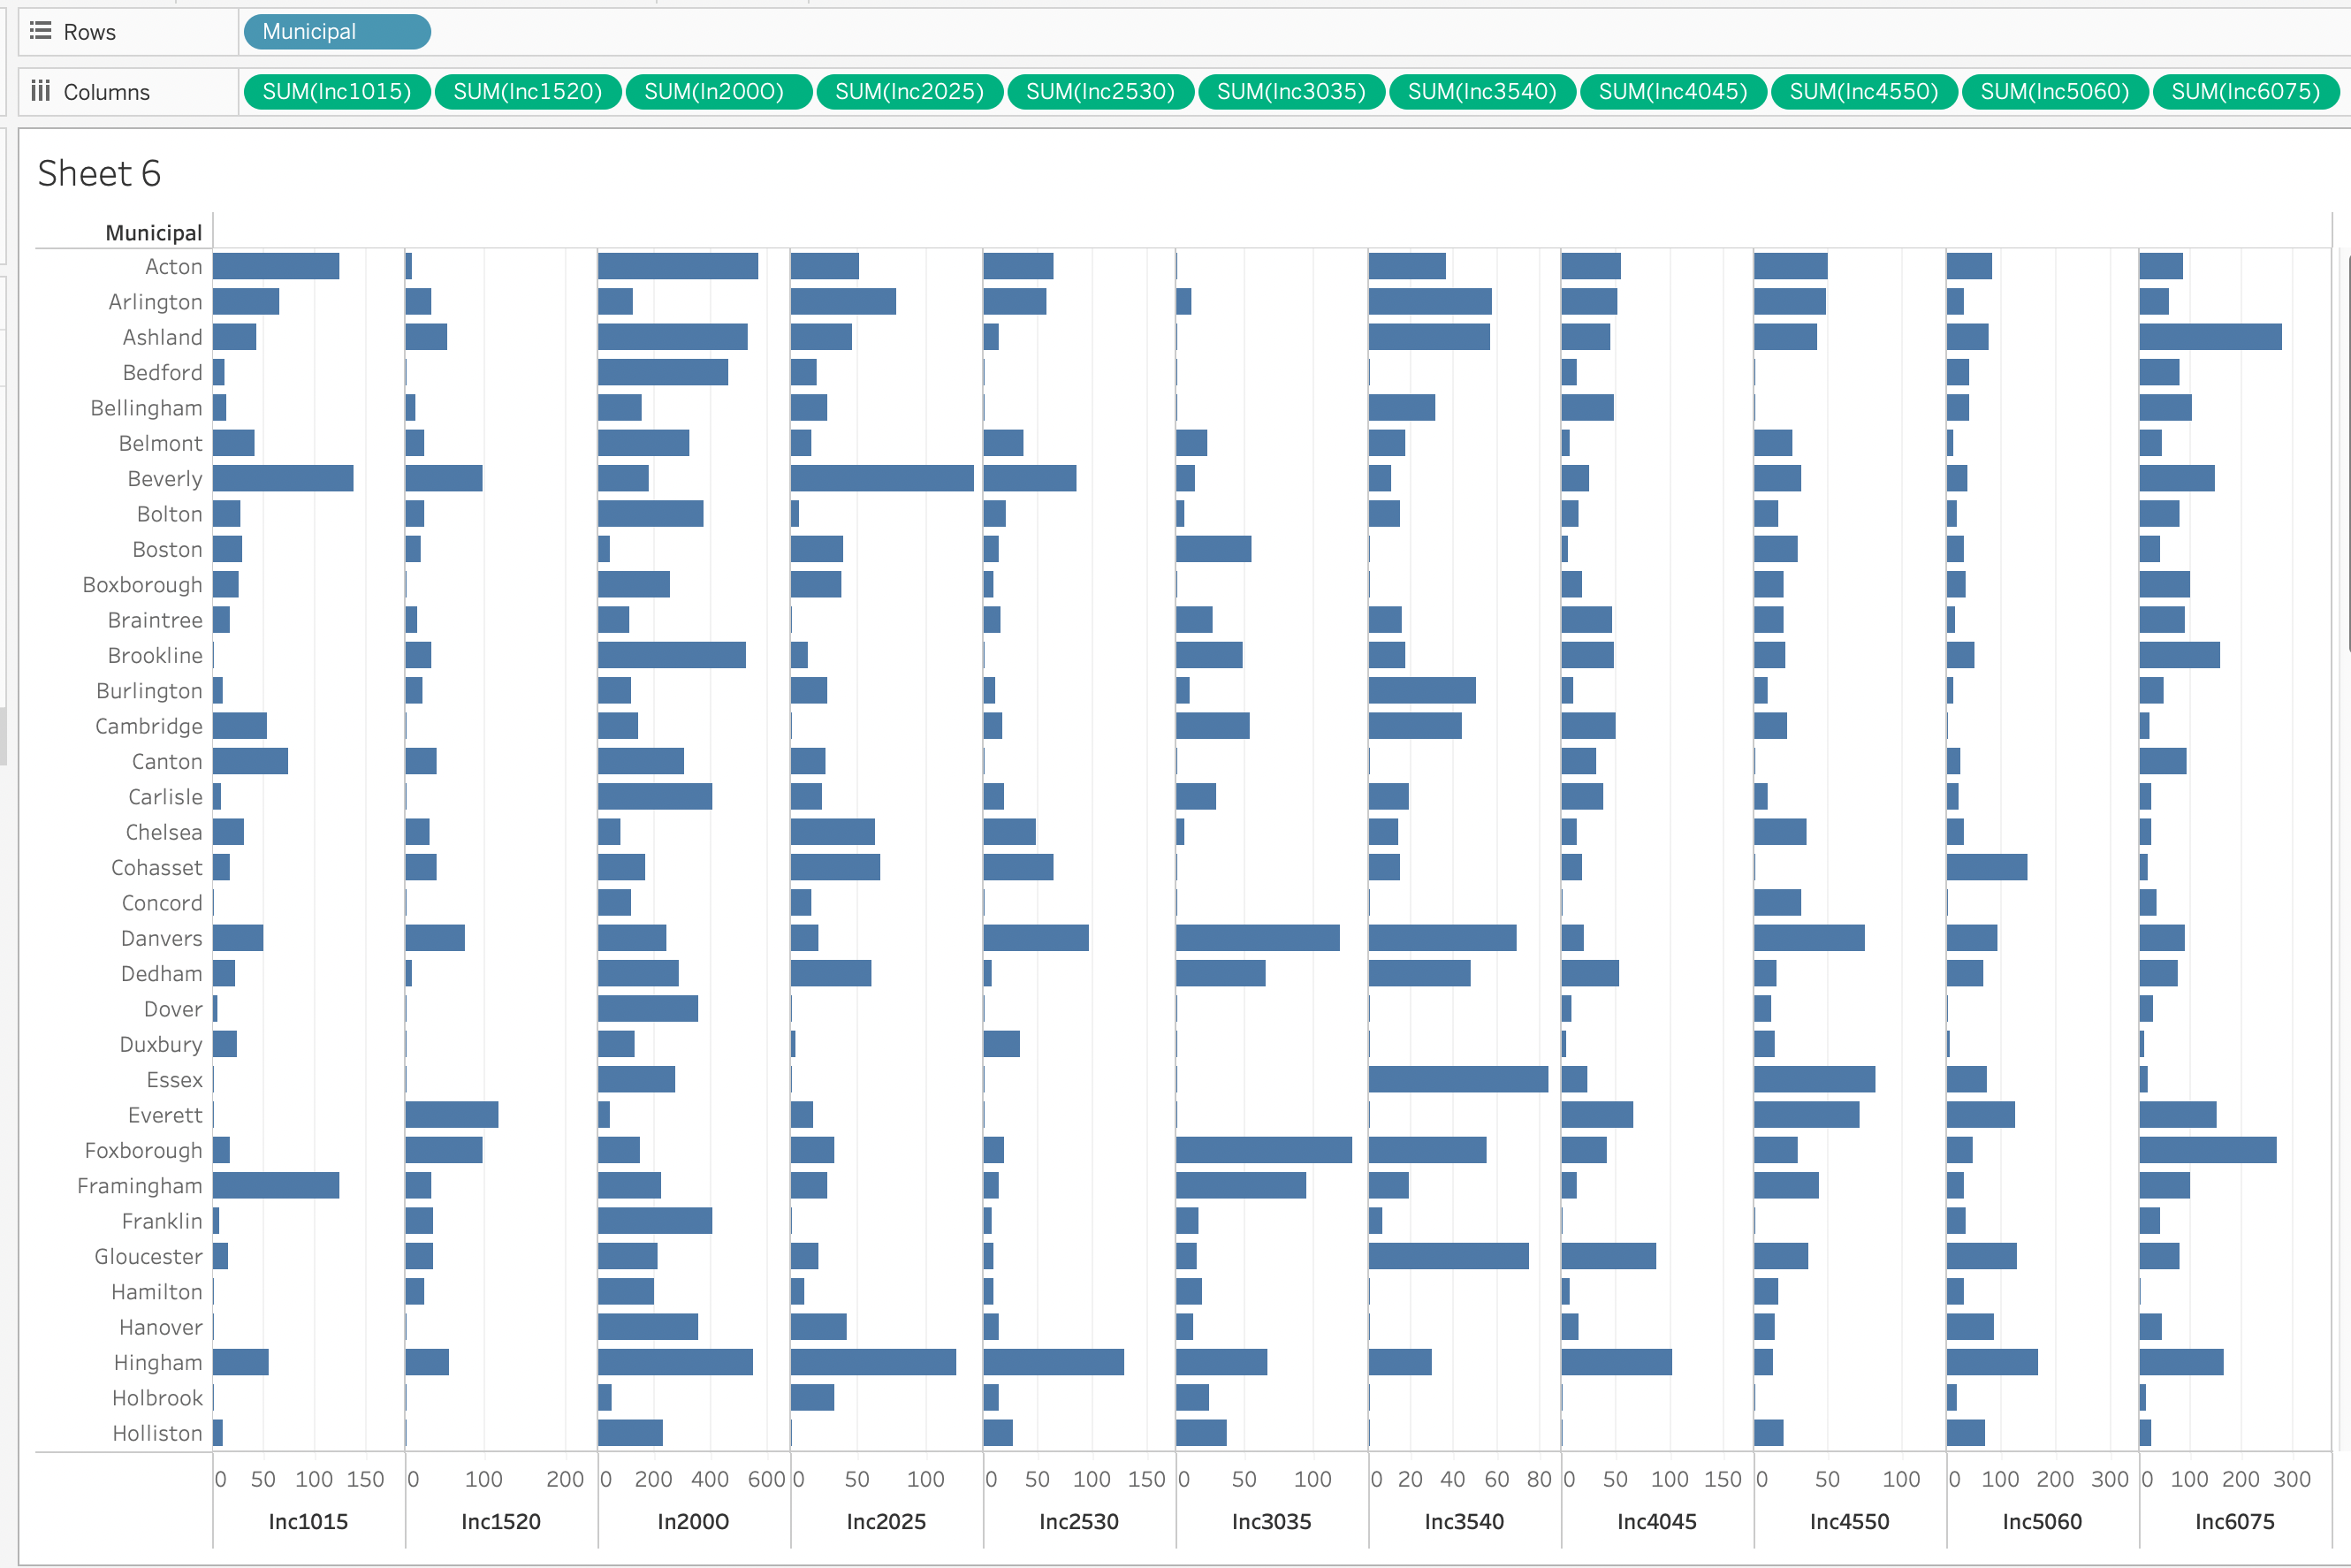 Rows Municipal
Columns SUM(Inc1015) SUM(Inc1520) SUM(In200O) SUM(Inc2025) SUM(Inc2530) SUM(Inc3035) SUM(Inc3540) SUM(Inc4045) SUM(Inc4550) SUM(Inc5060) SUM(Inc6075)
Sheet 6
Municipal
Acton
Arlington
Ashland
Bedford
Bellingham
Belmont
Beverly
Bolton
Boston
Boxborough
Braintree
Brookline
Burlington
Cambridge
Canton
Carlisle
Chelsea
Cohasset
Concord
Danvers
Dedham
Dover
Duxbury
Essex
Everett
Foxborough
Framingham
Franklin
Gloucester
Hamilton
Hanover
Hingham
Holbrook
Holliston
0 50 100 150 0 100 200 0 200 400 600 0 50 100 0 50 100 150 0 50 100 0 20 40 60 80 0 50 100 150 0 50 100 0 100 200 300 0 100 200 300
Inc1015 Inc1520 In200O Inc2025 Inc2530 Inc3035 Inc3540 Inc4045 Inc4550 Inc5060 Inc6075